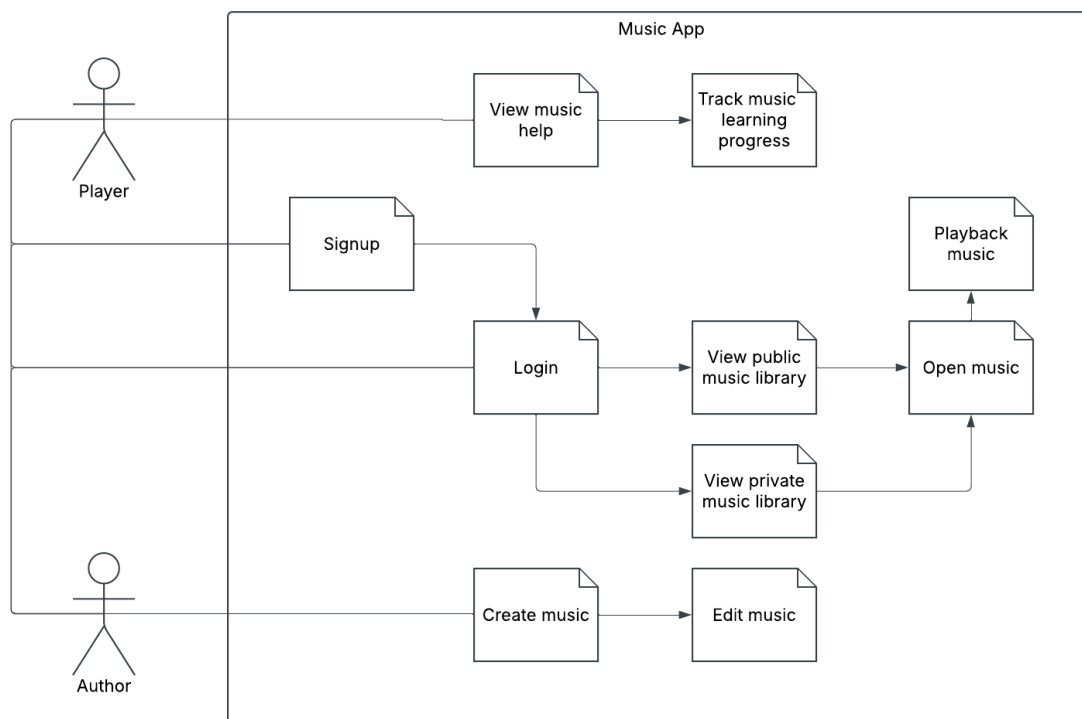 Music App
View music
help
Track music
learning
progress
Player
Signup
Playback
music
Login
View public
music library
Open music
View private
music library
Create music
Edit music
Author